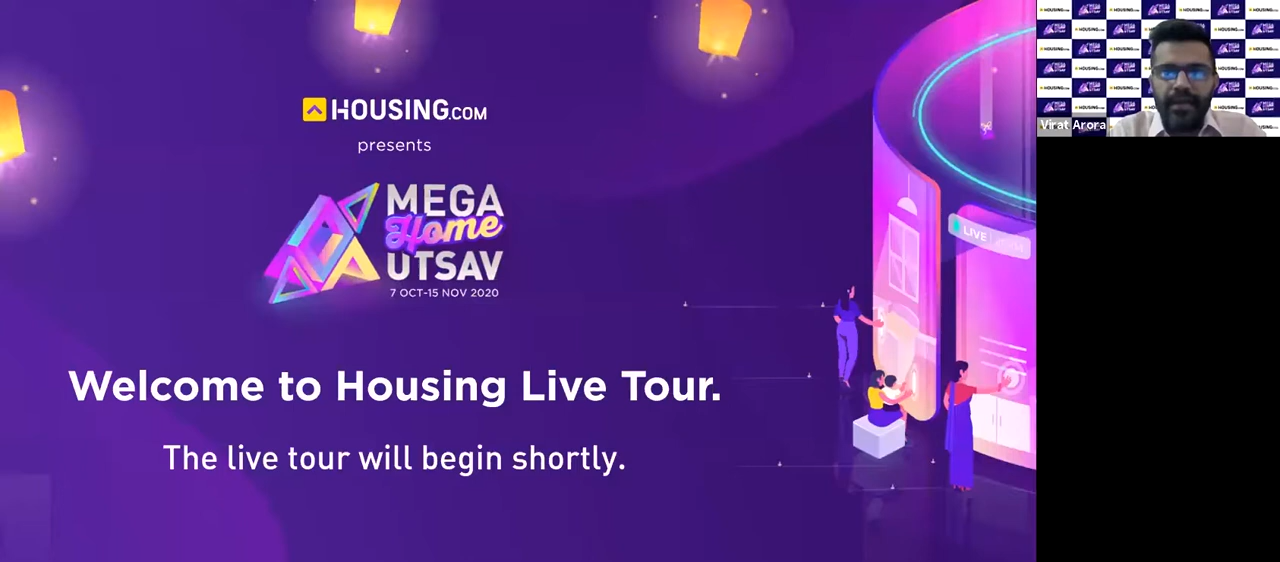 HOUSING.COM
presents
MEGA
Home
UTSAV
7 OCT-15 NOV 2020
Welcome to Housing Live Tour.
The live tour will begin shortly.
LIVE
Virat Arora